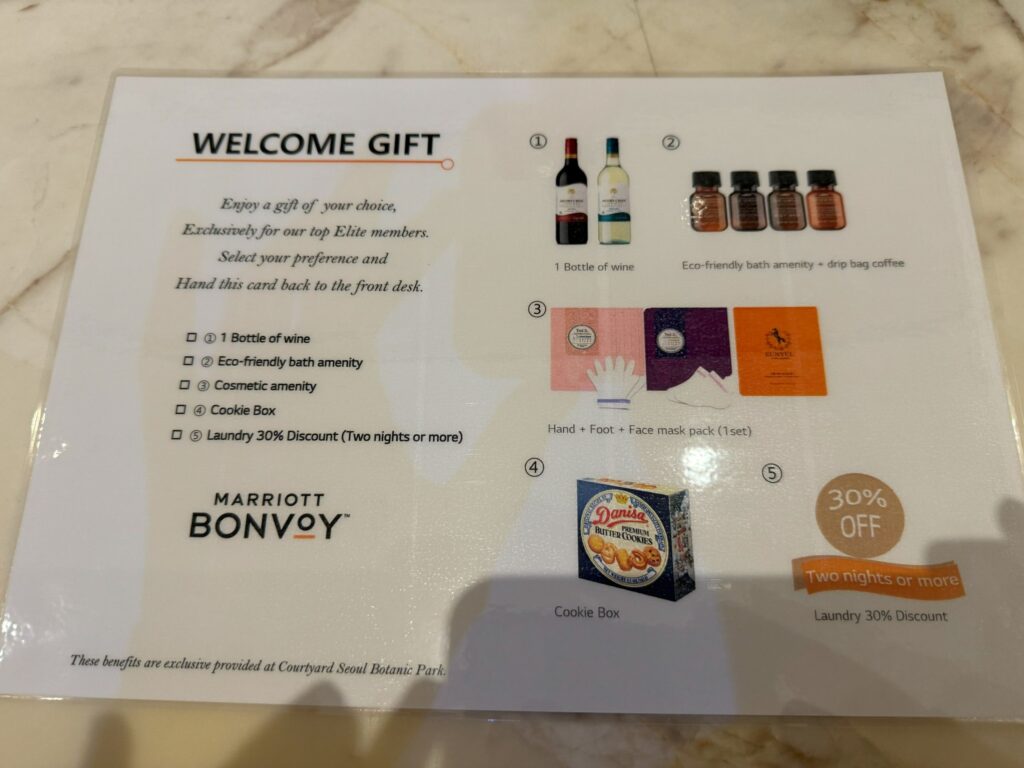 WELCOME GIFT
Enjoy a gift of your choice,
Exclusively for our top Elite members.
Select your preference and
Hand this card back to the front desk.
① 1 Bottle of wine
② Eco-friendly bath amenity
③ Cosmetic amenity
④ Cookie Box
⑤ Laundry 30% Discount (Two nights or more)
MARRIOTT
BONVOY™
These benefits are exclusive provided at Courtyard Seoul Botanic Park.
①
1 Bottle of wine
②
Eco-friendly bath amenity + drip bag coffee
③
Hand + Foot + Face mask pack (1set)
④
Danisa
PREMIUM
BUTTER COOKIES
Cookie Box
⑤
30%
OFF
Two nights or more
Laundry 30% Discount